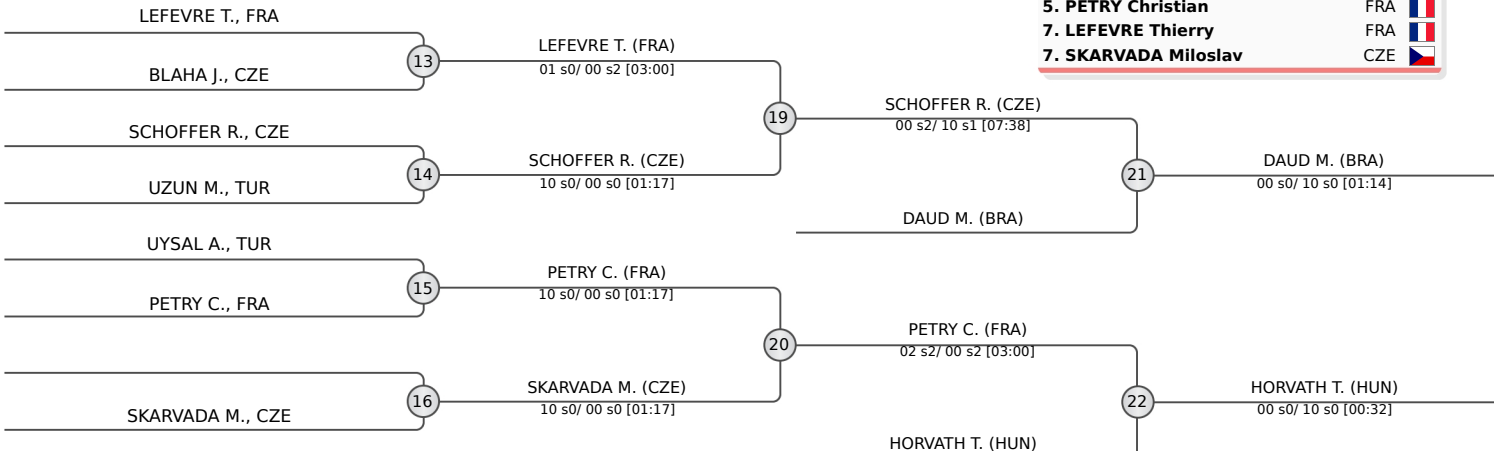 LEFEVRE T., FRA
BLAHA J., CZE
13
LEFEVRE T. (FRA)
01 s0/ 00 s2 [03:00]
SCHOFFER R., CZE
UZUN M., TUR
14
SCHOFFER R. (CZE)
10 s0/ 00 s0 [01:17]
19
SCHOFFER R. (CZE)
00 s2/ 10 s1 [07:38]
DAUD M. (BRA)
21
DAUD M. (BRA)
00 s0/ 10 s0 [01:14]
UYSAL A., TUR
PETRY C., FRA
15
PETRY C. (FRA)
10 s0/ 00 s0 [01:17]
SKARVADA M., CZE
16
SKARVADA M. (CZE)
10 s0/ 00 s0 [01:17]
20
PETRY C. (FRA)
02 s2/ 00 s2 [03:00]
HORVATH T. (HUN)
22
HORVATH T. (HUN)
00 s0/ 10 s0 [00:32]
5. PETRY Christian FRA
7. LEFEVRE Thierry FRA
7. SKARVADA Miloslav CZE